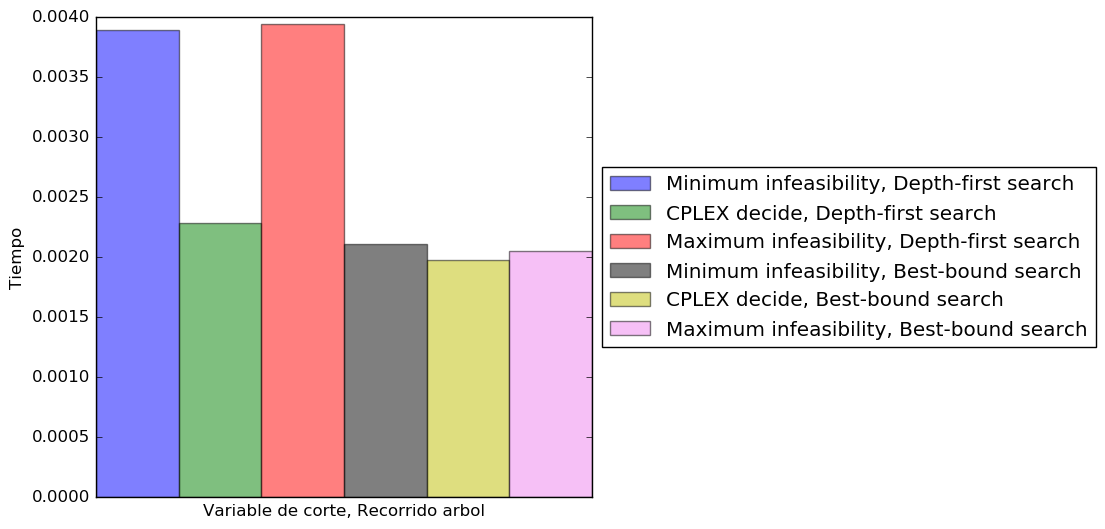 0.0040
0.0035
0.0030
0.0025
0.0020
0.0015
0.0010
0.0005
0.0000
Tiempo
Variable de corte, Recorrido arbol
Minimum infeasibility, Depth-first search
CPLEX decide, Depth-first search
Maximum infeasibility, Depth-first search
Minimum infeasibility, Best-bound search
CPLEX decide, Best-bound search
Maximum infeasibility, Best-bound search